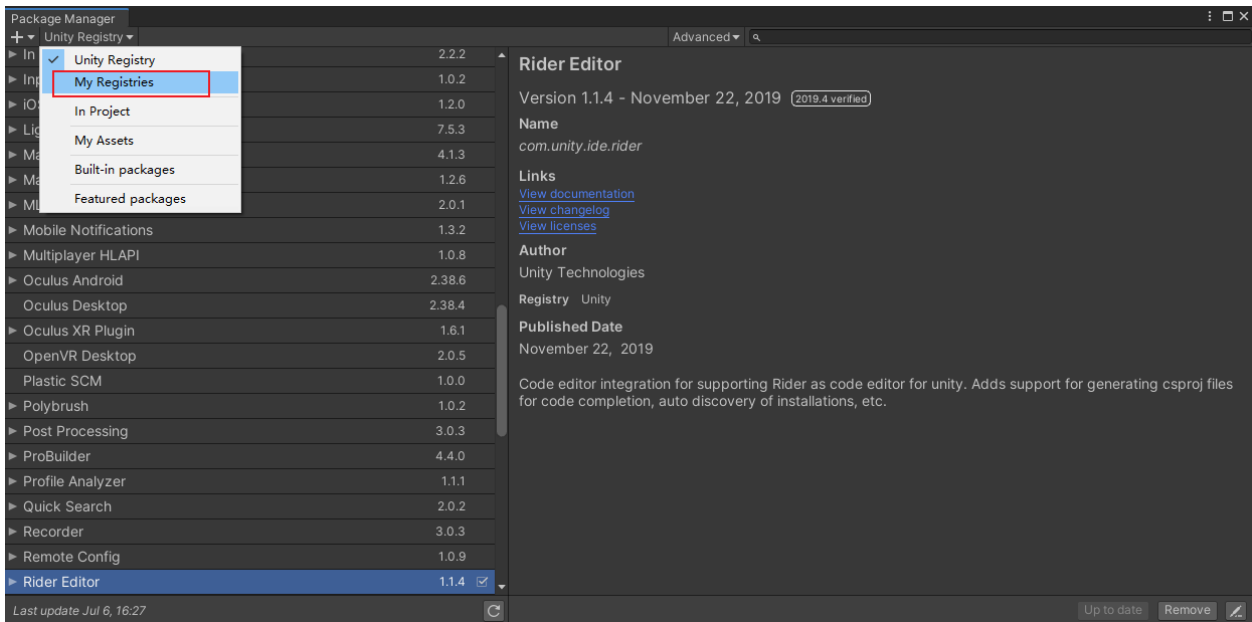 Package Manager
Unity Registry
Advanced
Unity Registry
My Registries
In Project
My Assets
Built-in packages
Featured packages
In 2.2.2
Inp 1.0.2
iO 1.2.0
Lig 7.5.3
Ma 4.1.3
Ma 1.2.6
ML 2.0.1
Mobile Notifications 1.3.2
Multiplayer HLAPI 1.0.8
Oculus Android 2.38.6
Oculus Desktop 2.38.4
Oculus XR Plugin 1.6.1
OpenVR Desktop 2.0.5
Plastic SCM 1.0.0
Polybrush 1.0.2
Post Processing 3.0.3
ProBuilder 4.4.0
Profile Analyzer 1.1.1
Quick Search 2.0.2
Recorder 3.0.3
Remote Config 1.0.9
Rider Editor 1.1.4
Last update Jul 6, 16:27
Rider Editor
Version 1.1.4 - November 22, 2019 2019.4 verified
Name
com.unity.ide.rider
Links
View documentation
View changelog
View licenses
Author
Unity Technologies
Registry Unity
Published Date
November 22, 2019
Code editor integration for supporting Rider as code editor for unity. Adds support for generating csproj files
for code completion, auto discovery of installations, etc.
Up to date Remove